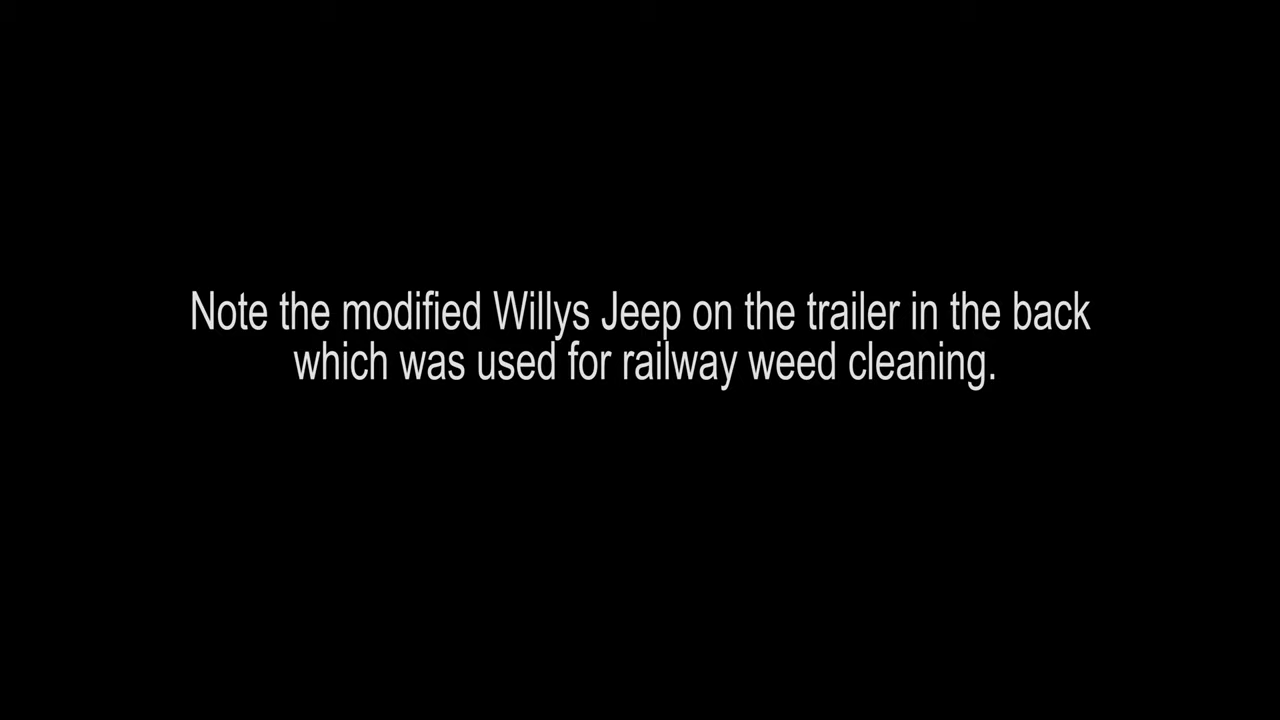 Note the modified Willys Jeep on the trailer in the back
which was used for railway weed cleaning.